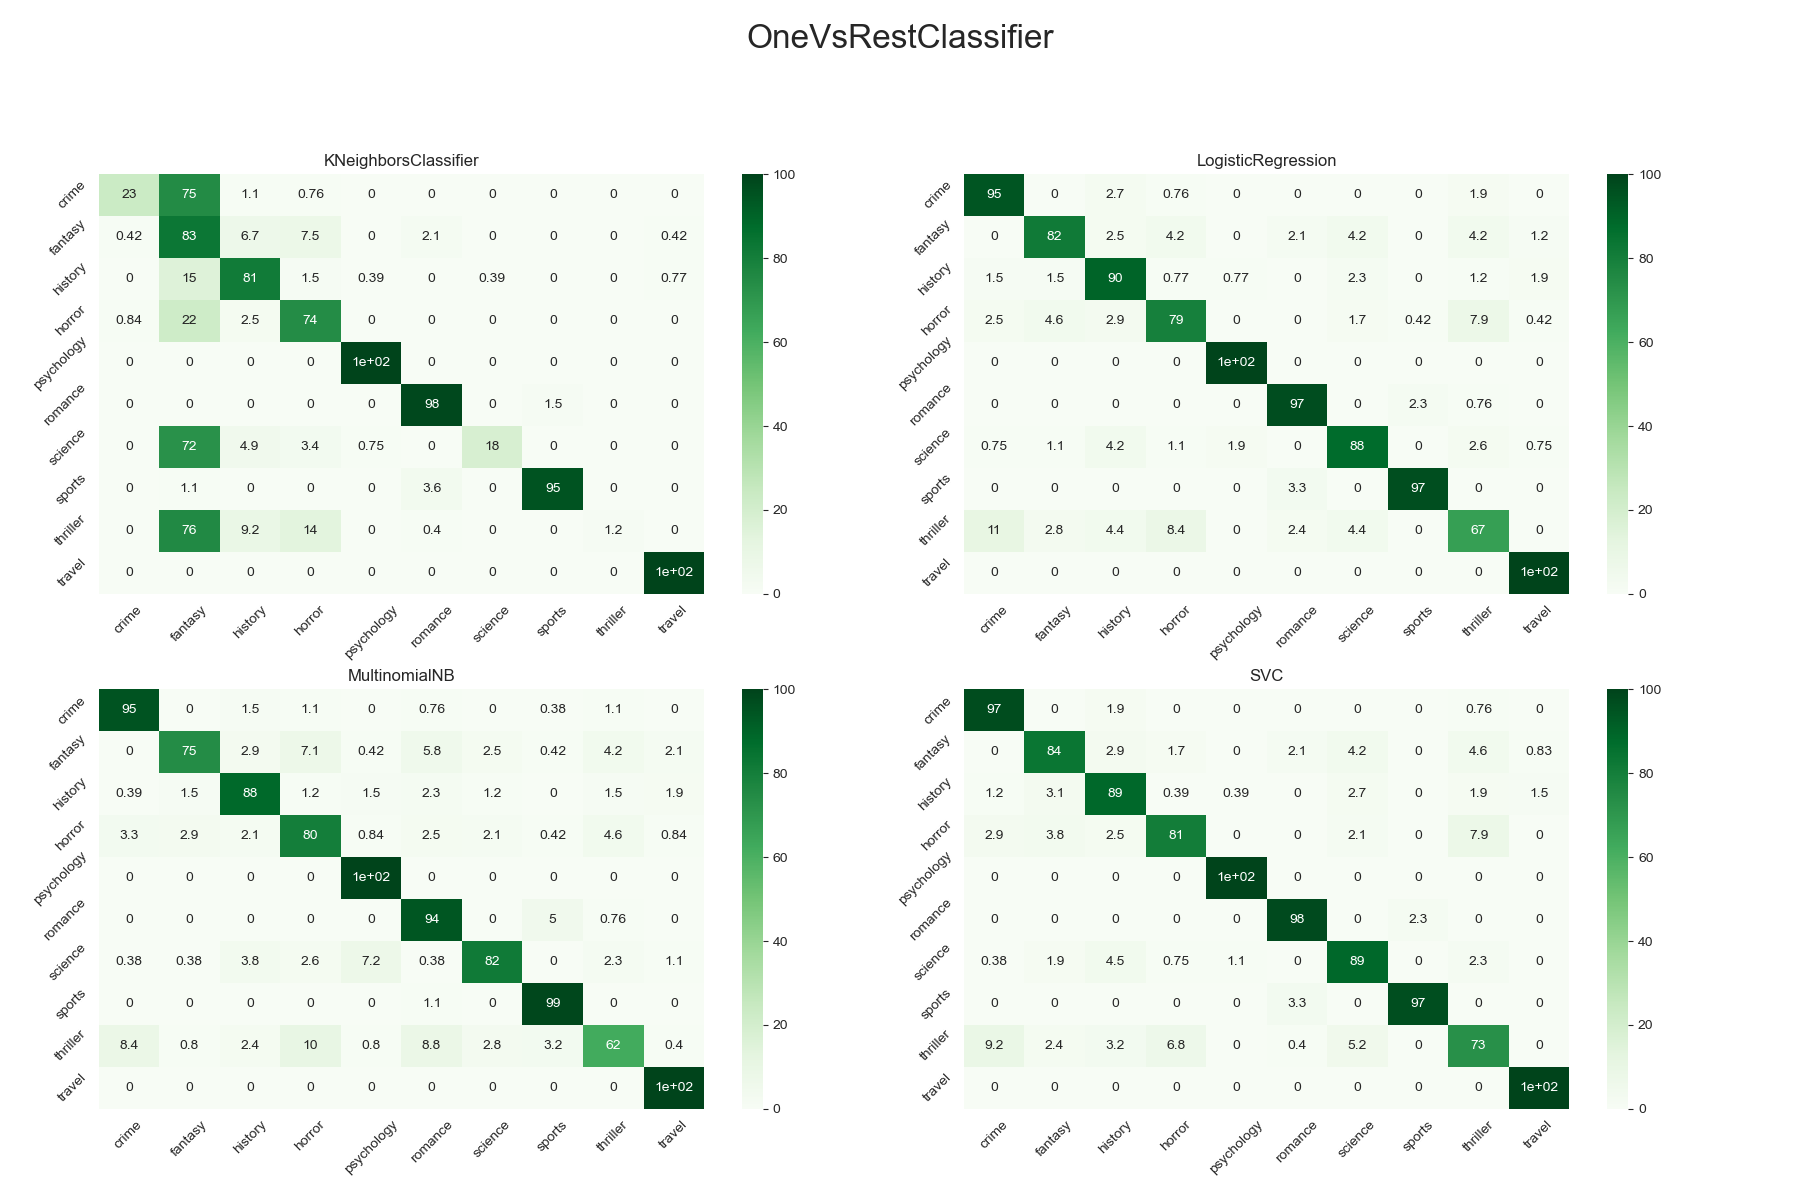 OneVsRestClassifier
KNeighborsClassifier
crime 23 75 1.1 0.76 0 0 0 0 0 0
fantasy 0.42 83 6.7 7.5 0 2.1 0 0 0 0.42
history 0 15 81 1.5 0.39 0 0.39 0 0 0.77
horror 0.84 22 2.5 74 0 0 0 0 0 0
psychology 0 0 0 0 1e+02 0 0 0 0 0
romance 0 0 0 0 0 98 0 1.5 0 0
science 0 72 4.9 3.4 0.75 0 18 0 0 0
sports 0 1.1 0 0 0 3.6 0 95 0 0
thriller 0 76 9.2 14 0 0.4 0 0 1.2 0
travel 0 0 0 0 0 0 0 0 0 1e+02
crime fantasy history horror psychology romance science sports thriller travel
100
80
60
40
20
0
LogisticRegression
crime 95 0 2.7 0.76 0 0 0 0 1.9 0
fantasy 0 82 2.5 4.2 0 2.1 4.2 0 4.2 1.2
history 1.5 1.5 90 0.77 0.77 0 2.3 0 1.2 1.9
horror 2.5 4.6 2.9 79 0 0 1.7 0.42 7.9 0.42
psychology 0 0 0 0 1e+02 0 0 0 0 0
romance 0 0 0 0 0 97 0 2.3 0.76 0
science 0.75 1.1 4.2 1.1 1.9 0 88 0 2.6 0.75
sports 0 0 0 0 0 3.3 0 97 0 0
thriller 11 2.8 4.4 8.4 0 2.4 4.4 0 67 0
travel 0 0 0 0 0 0 0 0 0 1e+02
crime fantasy history horror psychology romance science sports thriller travel
100
80
60
40
20
0
MultinomialNB
crime 95 0 1.5 1.1 0 0.76 0 0.38 1.1 0
fantasy 0 75 2.9 7.1 0.42 5.8 2.5 0.42 4.2 2.1
history 0.39 1.5 88 1.2 1.5 2.3 1.2 0 1.5 1.9
horror 3.3 2.9 2.1 80 0.84 2.5 2.1 0.42 4.6 0.84
psychology 0 0 0 0 1e+02 0 0 0 0 0
romance 0 0 0 0 0 94 0 5 0.76 0
science 0.38 0.38 3.8 2.6 7.2 0.38 82 0 2.3 1.1
sports 0 0 0 0 0 1.1 0 99 0 0
thriller 8.4 0.8 2.4 10 0.8 8.8 2.8 3.2 62 0.4
travel 0 0 0 0 0 0 0 0 0 1e+02
crime fantasy history horror psychology romance science sports thriller travel
100
80
60
40
20
0
SVC
crime 97 0 1.9 0 0 0 0 0 0.76 0
fantasy 0 84 2.9 1.7 0 2.1 4.2 0 4.6 0.83
history 1.2 3.1 89 0.39 0.39 0 2.7 0 1.9 1.5
horror 2.9 3.8 2.5 81 0 0 2.1 0 7.9 0
psychology 0 0 0 0 1e+02 0 0 0 0 0
romance 0 0 0 0 0 98 0 2.3 0 0
science 0.38 1.9 4.5 0.75 1.1 0 89 0 2.3 0
sports 0 0 0 0 0 3.3 0 97 0 0
thriller 9.2 2.4 3.2 6.8 0 0.4 5.2 0 73 0
travel 0 0 0 0 0 0 0 0 0 1e+02
crime fantasy history horror psychology romance science sports thriller travel
100
80
60
40
20
0